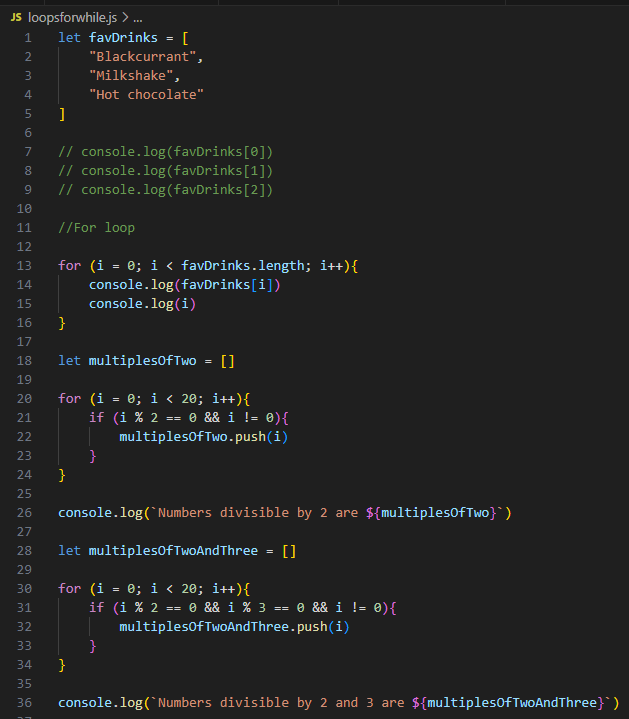 JS loopsforwhile.js > ...
1 let favDrinks = [
2     "Blackcurrant",
3     "Milkshake",
4     "Hot chocolate"
5 ]
6
7 // console.log(favDrinks[0])
8 // console.log(favDrinks[1])
9 // console.log(favDrinks[2])
10
11 //For loop
12
13 for (i = 0; i < favDrinks.length; i++){
14     console.log(favDrinks[i])
15     console.log(i)
16 }
17
18 let multiplesOfTwo = []
19
20 for (i = 0; i < 20; i++){
21     if (i % 2 == 0 && i != 0){
22         multiplesOfTwo.push(i)
23     }
24 }
25
26 console.log(`Numbers divisible by 2 are ${multiplesOfTwo}`)
27
28 let multiplesOfTwoAndThree = []
29
30 for (i = 0; i < 20; i++){
31     if (i % 2 == 0 && i % 3 == 0 && i != 0){
32         multiplesOfTwoAndThree.push(i)
33     }
34 }
35
36 console.log(`Numbers divisible by 2 and 3 are ${multiplesOfTwoAndThree}`)